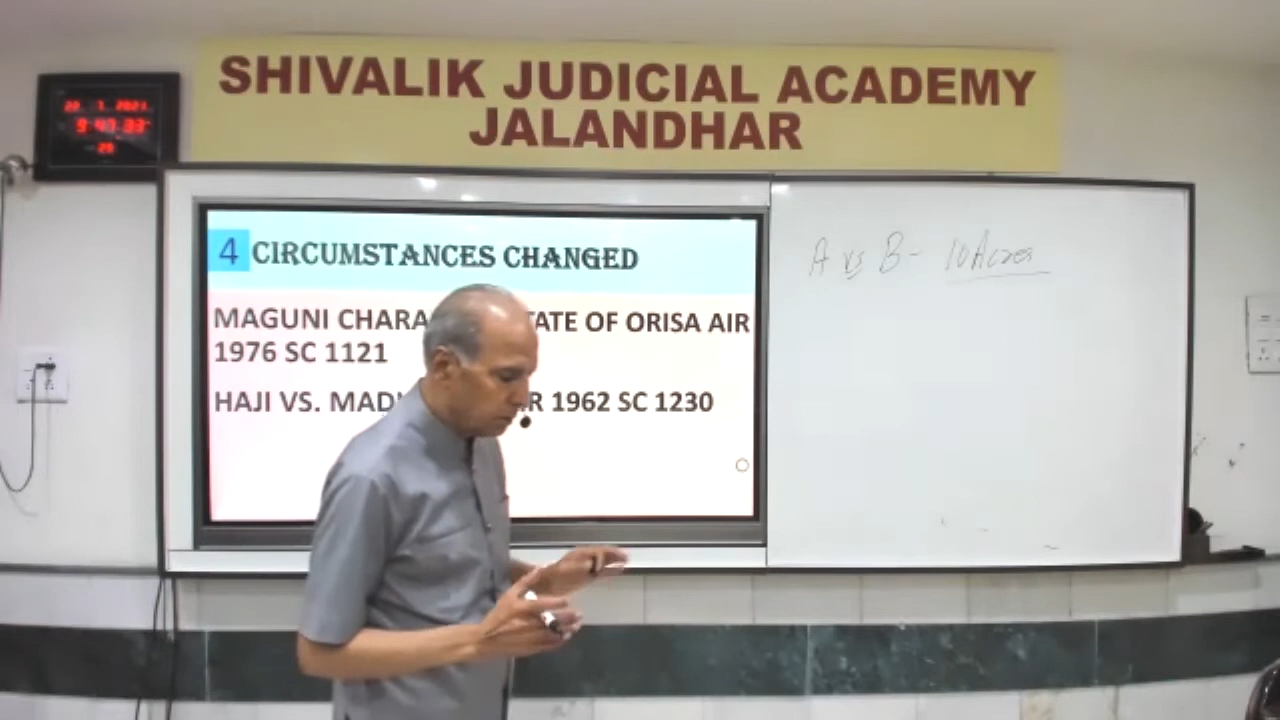 SHIVALIK JUDICIAL ACADEMY
JALANDHAR
4 CIRCUMSTANCES CHANGED
MAGUNI CHARA TATE OF ORISA AIR
1976 SC 1121
HAJI VS. MAD R 1962 SC 1230
A vs B - 10 Acres